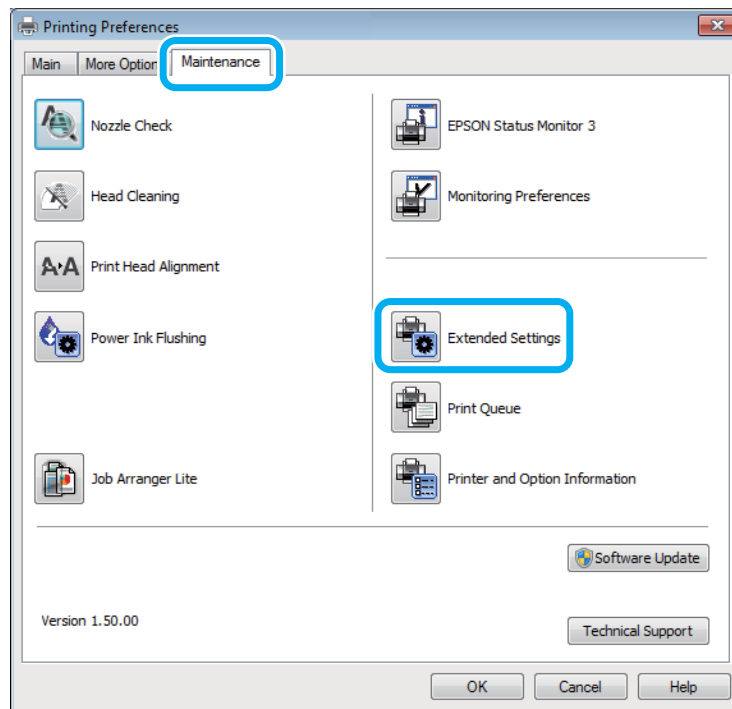 Printing Preferences
Main
More Option
Maintenance
Nozzle Check
Head Cleaning
A A Print Head Alignment
Power Ink Flushing
Job Arranger Lite
EPSON Status Monitor 3
Monitoring Preferences
Extended Settings
Print Queue
Printer and Option Information
Software Update
Version 1.50.00
Technical Support
OK
Cancel
Help